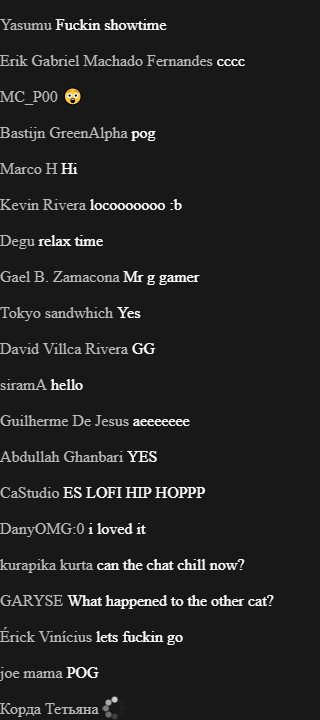 Yasumu Fuckin showtime
Erik Gabriel Machado Fernandes cccc
MC_P00 😲
Bastijn GreenAlpha pog
Marco H Hi
Kevin Rivera locooooooo :b
Degu relax time
Gael B. Zamacona Mr g gamer
Tokyo sandwhich Yes
David Villca Rivera GG
siramA hello
Guilherme De Jesus aeeeeeee
Abdullah Ghanbari YES
CaStudio ES LOFI HIP HOPPP
DanyOMG:0 i loved it
kurapika kurta can the chat chill now?
GARYSE What happened to the other cat?
Érick Vinícius lets fuckin go
joe mama POG
Корда Тетьяна